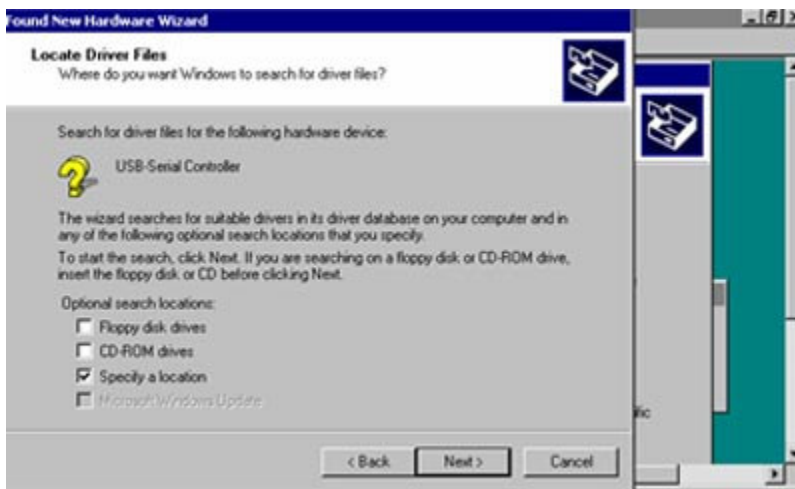 Found New Hardware Wizard
Locate Driver Files
Where do you want Windows to search for driver files?
Search for driver files for the following hardware device:
USB-Serial Controller
The wizard searches for suitable drivers in its driver database on your computer and in
any of the following optional search locations that you specify.
To start the search, click Next. If you are searching on a floppy disk or CD-ROM drive,
insert the floppy disk or CD before clicking Next.
Optional search locations:
Floppy disk drives
CD-ROM drives
Specify a location
Microsoft Windows Update
< Back
Next >
Cancel